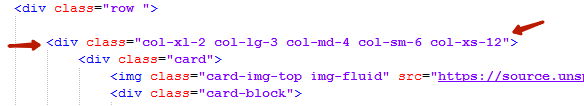 <div class="row ">
<div class="col-xl-2 col-lg-3 col-md-4 col-sm-6 col-xs-12">
<div class="card">
<img class="card-img-top img-fluid" src="https://source.uns
<div class="card-block">